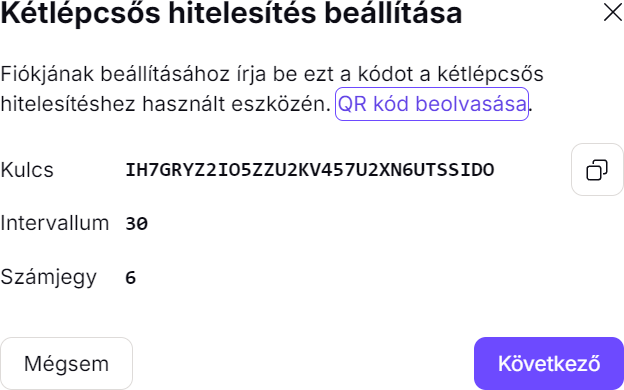 Kétlépcsős hitelesítés beállítása
Fiókjának beállításához írja be ezt a kódot a kétlépcsős
hitelesítéshez használt eszközén. QR kód beolvasása.
Kulcs IH7GRYZ2IO5ZZU2KV457U2XN6UTSSIDO
Intervallum 30
Számjegy 6
Mégsem Következő